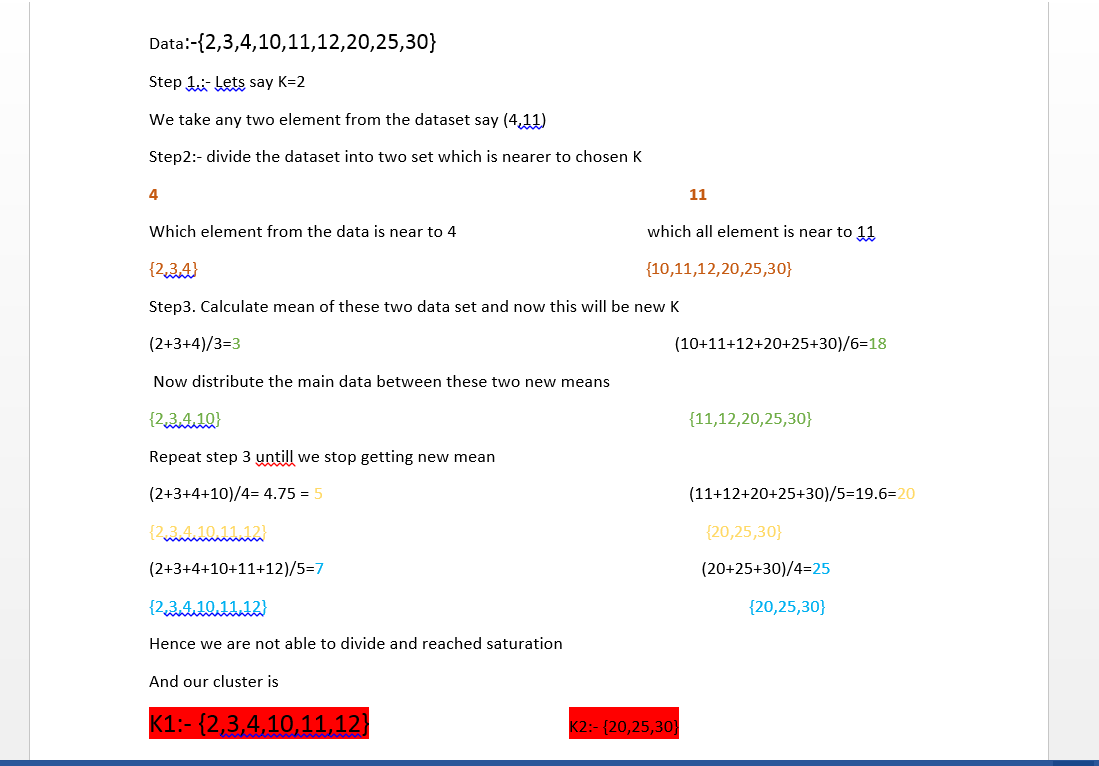 Data:-{2,3,4,10,11,12,20,25,30}
Step 1.:- Lets say K=2
We take any two element from the dataset say (4,11)
Step2:- divide the dataset into two set which is nearer to chosen K
4 11
Which element from the data is near to 4 which all element is near to 11
{2,3,4} {10,11,12,20,25,30}
Step3. Calculate mean of these two data set and now this will be new K
(2+3+4)/3=3 (10+11+12+20+25+30)/6=18
Now distribute the main data between these two new means
{2,3,4,10} {11,12,20,25,30}
Repeat step 3 untill we stop getting new mean
(2+3+4+10)/4= 4.75 = 5 (11+12+20+25+30)/5=19.6=20
{2,3,4,10,11,12} {20,25,30}
(2+3+4+10+11+12)/5=7 (20+25+30)/4=25
{2,3,4,10,11,12} {20,25,30}
Hence we are not able to divide and reached saturation
And our cluster is
K1:- {2,3,4,10,11,12} K2:- {20,25,30}